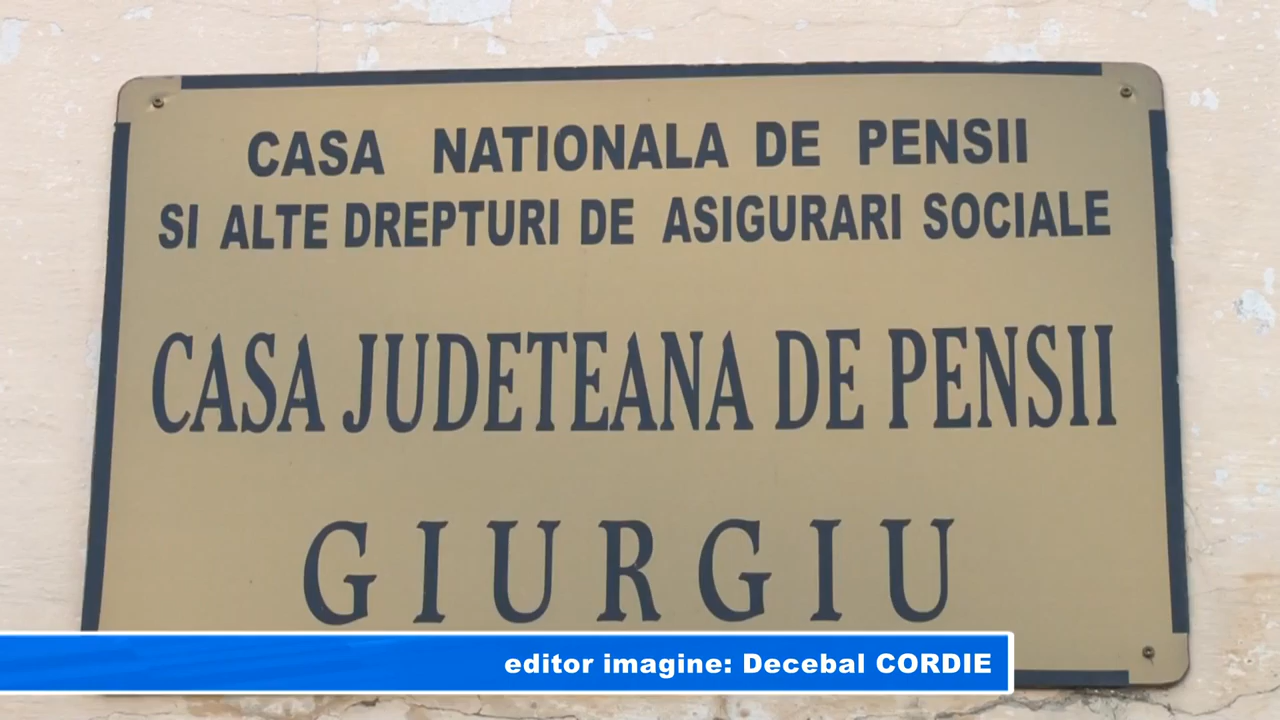 CASA NATIONALA DE PENSII
SI ALTE DREPTURI DE ASIGURARI SOCIALE
CASA JUDETEANA DE PENSII
GIURGIU
editor imagine: Decebal CORDIE